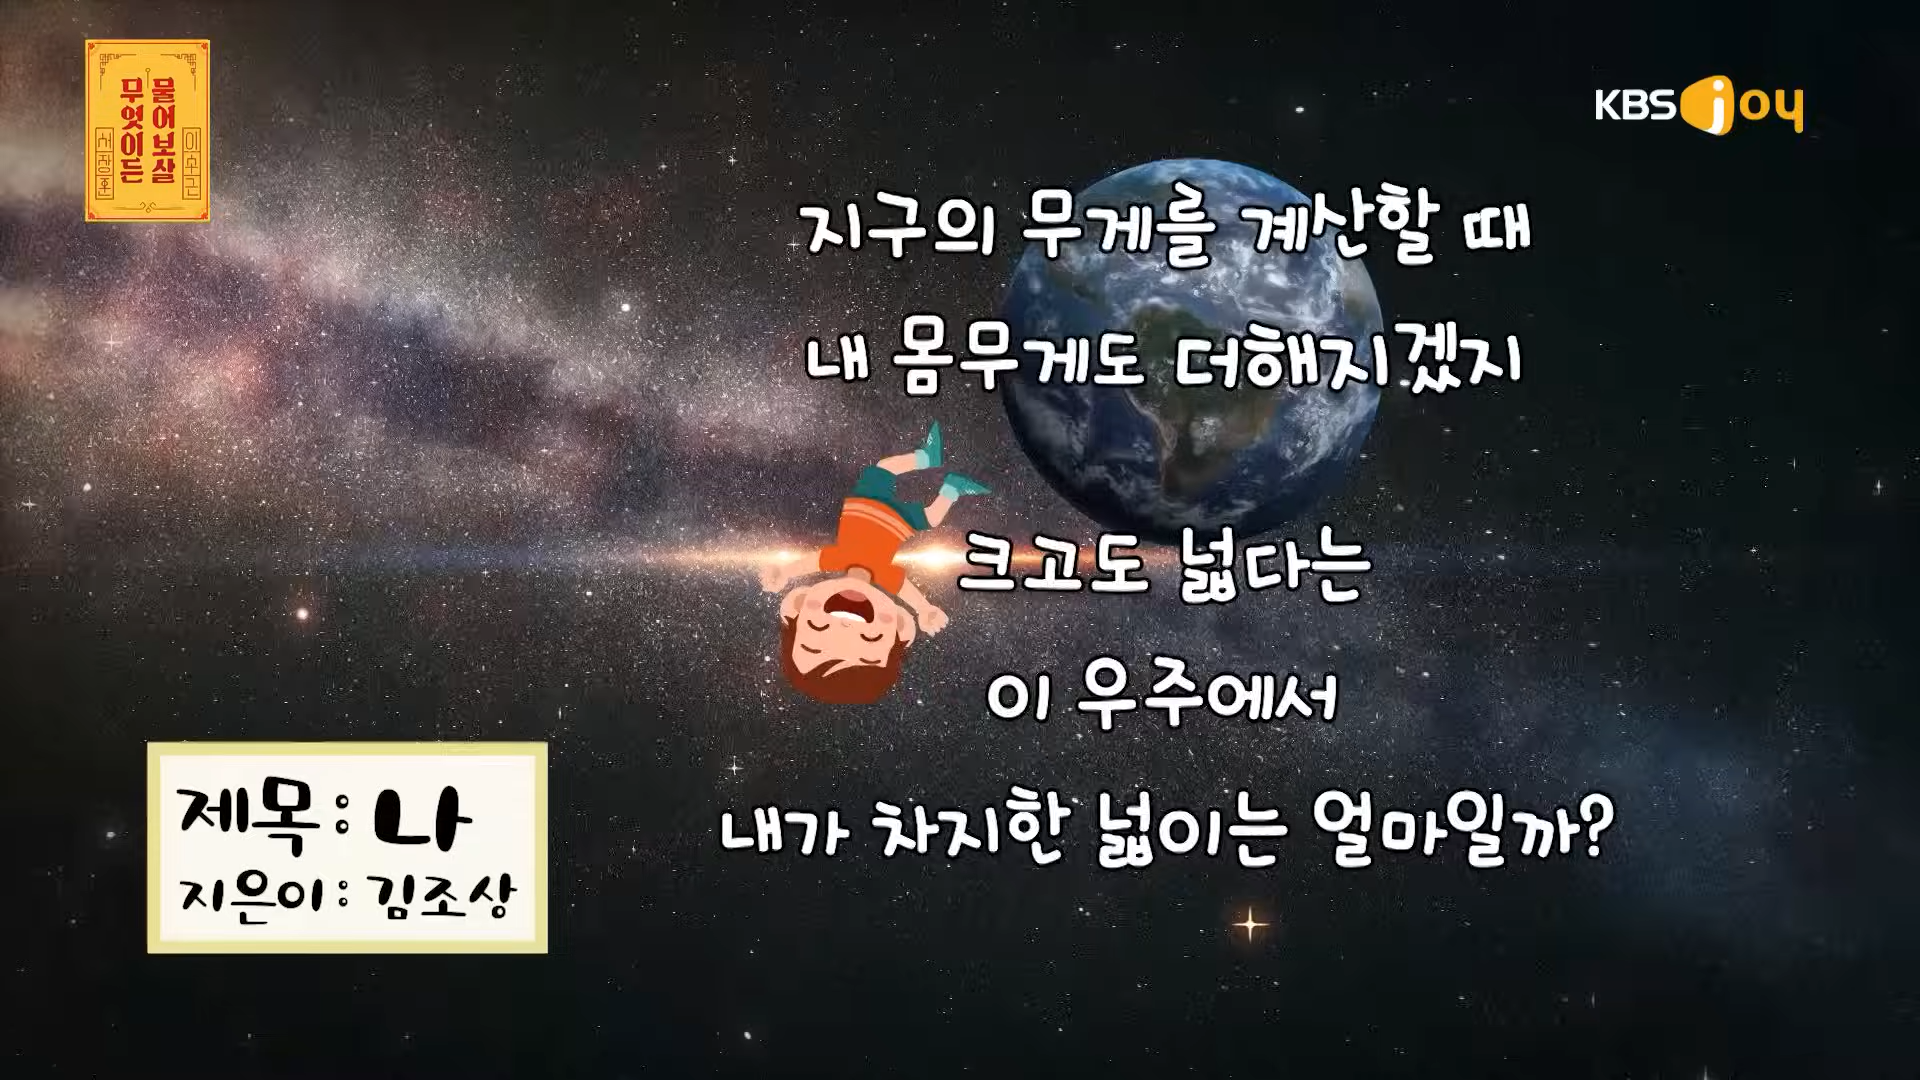 무엇이든
물어보살
서장훈
이수근
KBS joy
지구의 무게를 계산할 때
내 몸무게도 더해지겠지
크고도 넓다는
이 우주에서
내가 차지한 넓이는 얼마일까?
제목: 나
지은이: 김조상